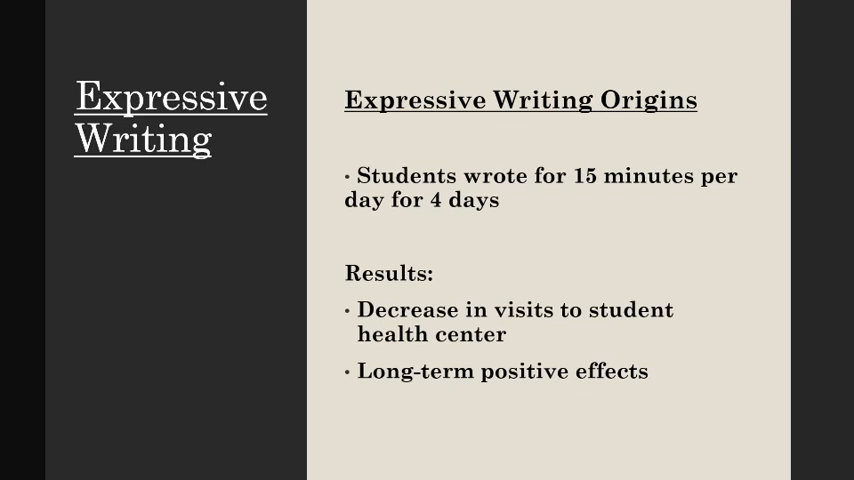 Expressive
Writing
Expressive Writing Origins
• Students wrote for 15 minutes per
day for 4 days
Results:
• Decrease in visits to student
health center
• Long-term positive effects